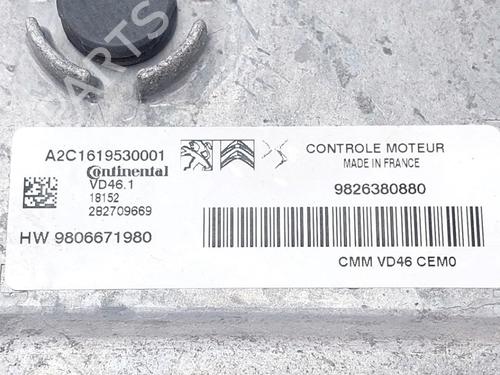 A2C1619530001
Continental
VD46.1
18152
282709669
HW 9806671980
CONTROLE MOTEUR
MADE IN FRANCE
9826380880
CMM VD46 CEM0